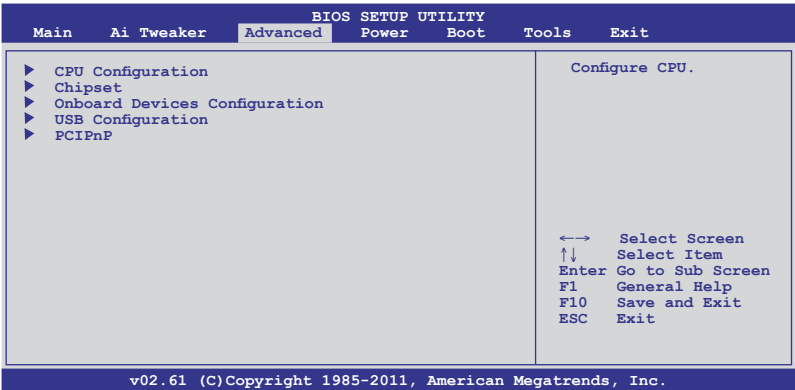 BIOS SETUP UTILITY
Main Ai Tweaker Advanced Power Boot Tools Exit
CPU Configuration
Chipset
Onboard Devices Configuration
USB Configuration
PCIPnP
Configure CPU.
←→ Select Screen
↑↓ Select Item
Enter Go to Sub Screen
F1 General Help
F10 Save and Exit
ESC Exit
v02.61 (C)Copyright 1985-2011, American Megatrends, Inc.